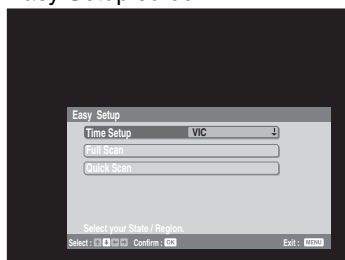 Easy Setup
Time Setup VIC
Full Scan
Quick Scan
Select your State / Region.
Select : Confirm : OK Exit : MENU